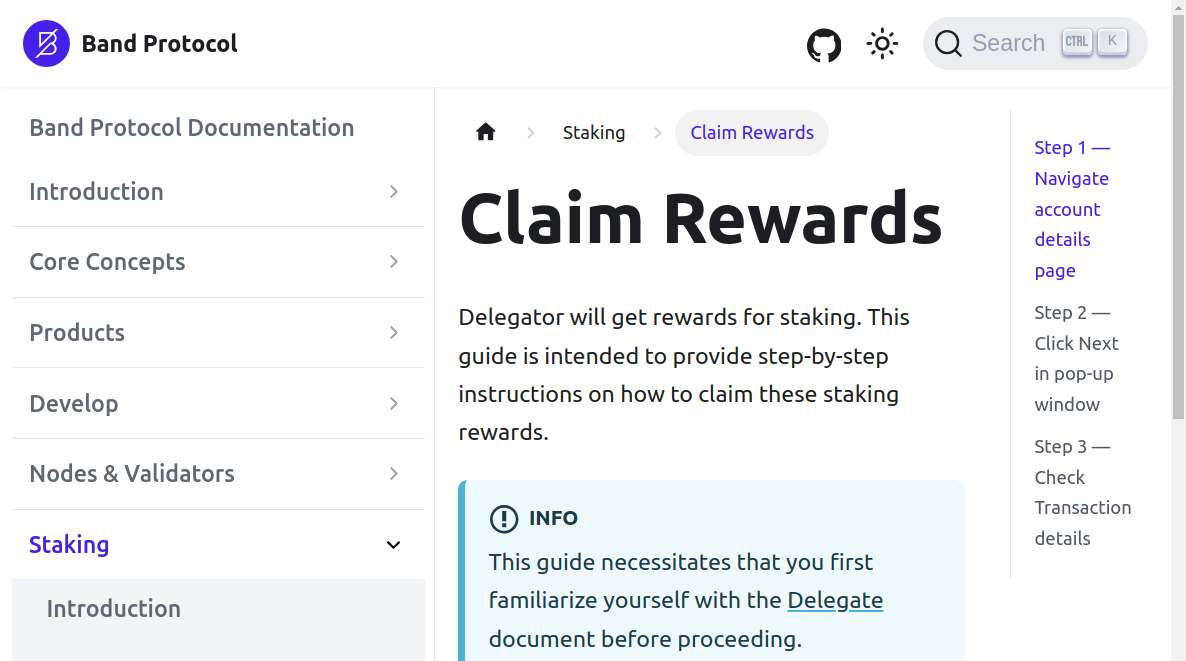 Band Protocol
Search
CTRL
K
Band Protocol Documentation
Introduction
Core Concepts
Products
Develop
Nodes & Validators
Staking
Introduction
Staking
Claim Rewards
Claim Rewards
Delegator will get rewards for staking. This
guide is intended to provide step-by-step
instructions on how to claim these staking
rewards.
INFO
This guide necessitates that you first
familiarize yourself with the Delegate
document before proceeding.
Step 1 —
Navigate
account
details
page
Step 2 —
Click Next
in pop-up
window
Step 3 —
Check
Transaction
details